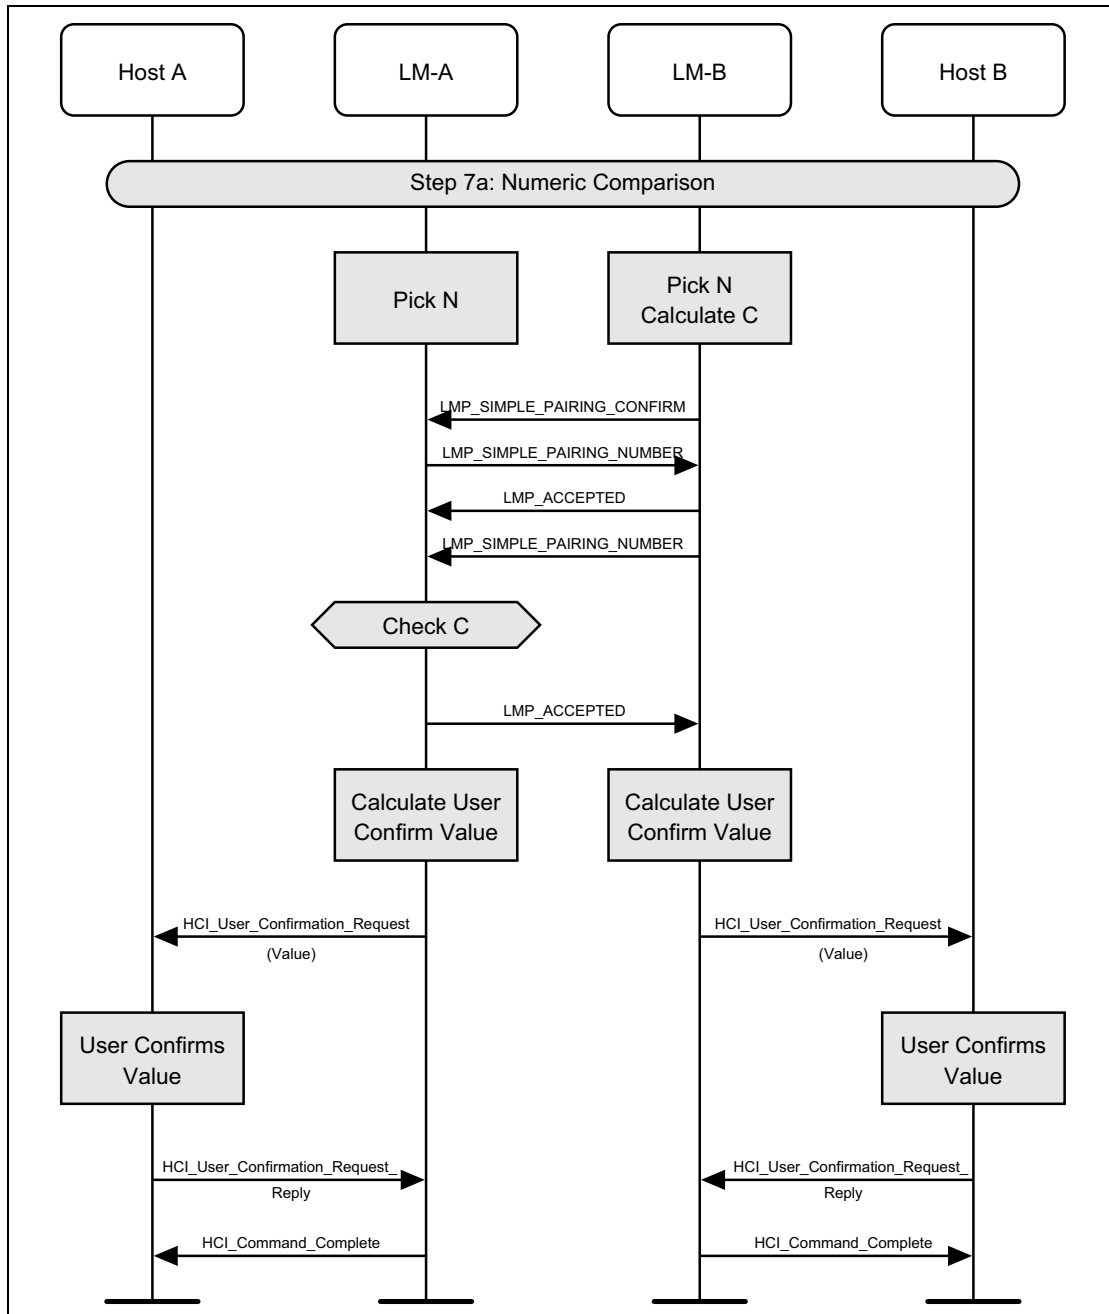 Host A
LM-A
LM-B
Host B
Step 7a: Numeric Comparison
Pick N
Pick N
Calculate C
LMP_SIMPLE_PAIRING_CONFIRM
LMP_SIMPLE_PAIRING_NUMBER
LMP_ACCEPTED
LMP_SIMPLE_PAIRING_NUMBER
Check C
LMP_ACCEPTED
Calculate User
Confirm Value
Calculate User
Confirm Value
HCI_User_Confirmation_Request
(Value)
HCI_User_Confirmation_Request
(Value)
User Confirms
Value
User Confirms
Value
HCI_User_Confirmation_Request_
Reply
HCI_User_Confirmation_Request_
Reply
HCI_Command_Complete
HCI_Command_Complete